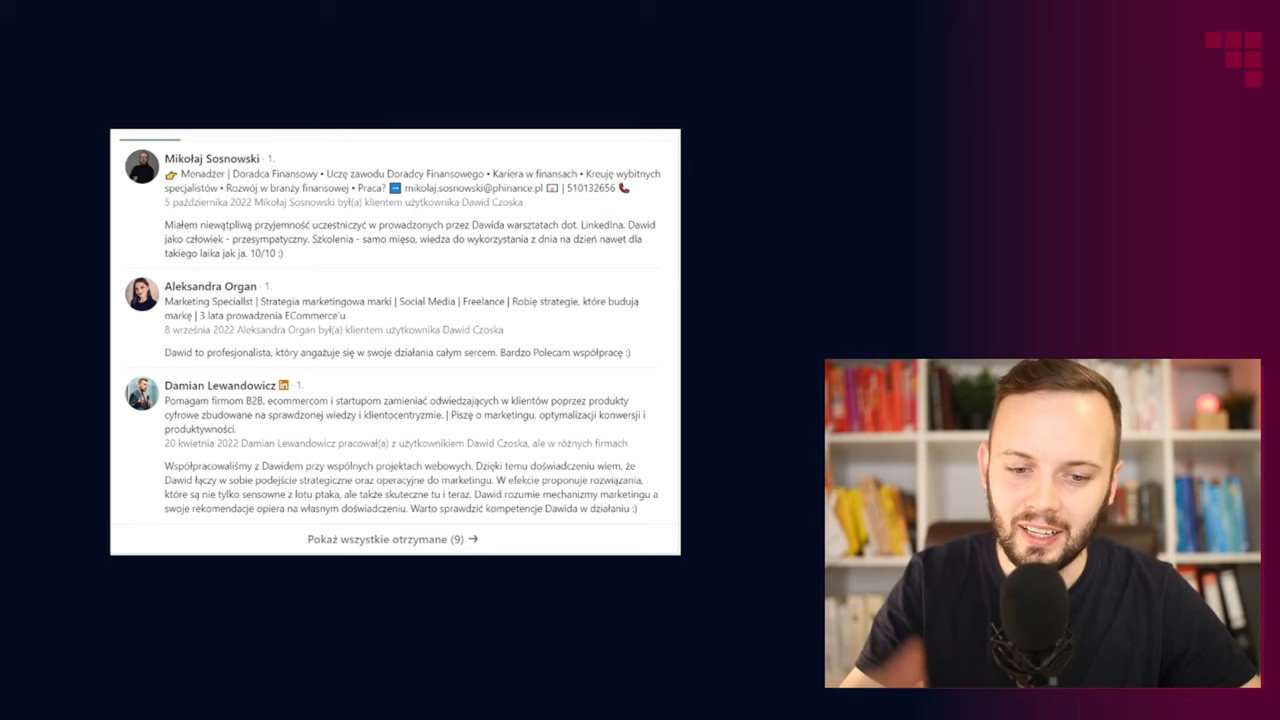 Mikołaj Sosnowski · 1.
👉 Menadżer | Doradca Finansowy • Uczę zawodu Doradcy Finansowego • Kariera w finansach • Kreuję wybitnych
specjalistów • Rozwój w branży finansowej • Praca? ➡️ mikolaj.sosnowski@phinance.pl 💌 | 510132656 📞
5 października 2022 Mikołaj Sosnowski był(a) klientem użytkownika Dawid Czoska
Miałem niewątpliwą przyjemność uczestniczyć w prowadzonych przez Dawida warsztatach dot. LinkedIna. Dawid
jako człowiek - przesympatyczny. Szkolenia - samo mięso, wiedza do wykorzystania z dnia na dzień nawet dla
takiego laika jak ja. 10/10 :)
Aleksandra Organ · 1.
Marketing Specialist | Strategia marketingowa marki | Social Media | Freelance | Robię strategie, które budują
markę | 3 lata prowadzenia ECommerce'u
8 września 2022 Aleksandra Organ był(a) klientem użytkownika Dawid Czoska
Dawid to profesjonalista, który angażuje się w swoje działania całym sercem. Bardzo Polecam współpracę :)
Damian Lewandowicz in · 1.
Pomagam firmom B2B, ecommercom i startupom zamieniać odwiedzających w klientów poprzez produkty
cyfrowe zbudowane na sprawdzonej wiedzy i klientocentryzmie. | Piszę o marketingu, optymalizacji konwersji i
produktywności.
20 kwietnia 2022 Damian Lewandowicz pracował(a) z użytkownikiem Dawid Czoska, ale w różnych firmach
Współpracowaliśmy z Dawidem przy wspólnych projektach webowych. Dzięki temu doświadczeniu wiem, że
Dawid łączy w sobie podejście strategiczne oraz operacyjne do marketingu. W efekcie proponuje rozwiązania,
które są nie tylko sensowne z lotu ptaka, ale także skuteczne tu i teraz. Dawid rozumie mechanizmy marketingu a
swoje rekomendacje opiera na własnym doświadczeniu. Warto sprawdzić kompetencje Dawida w działaniu :)
Pokaż wszystkie otrzymane (9) →